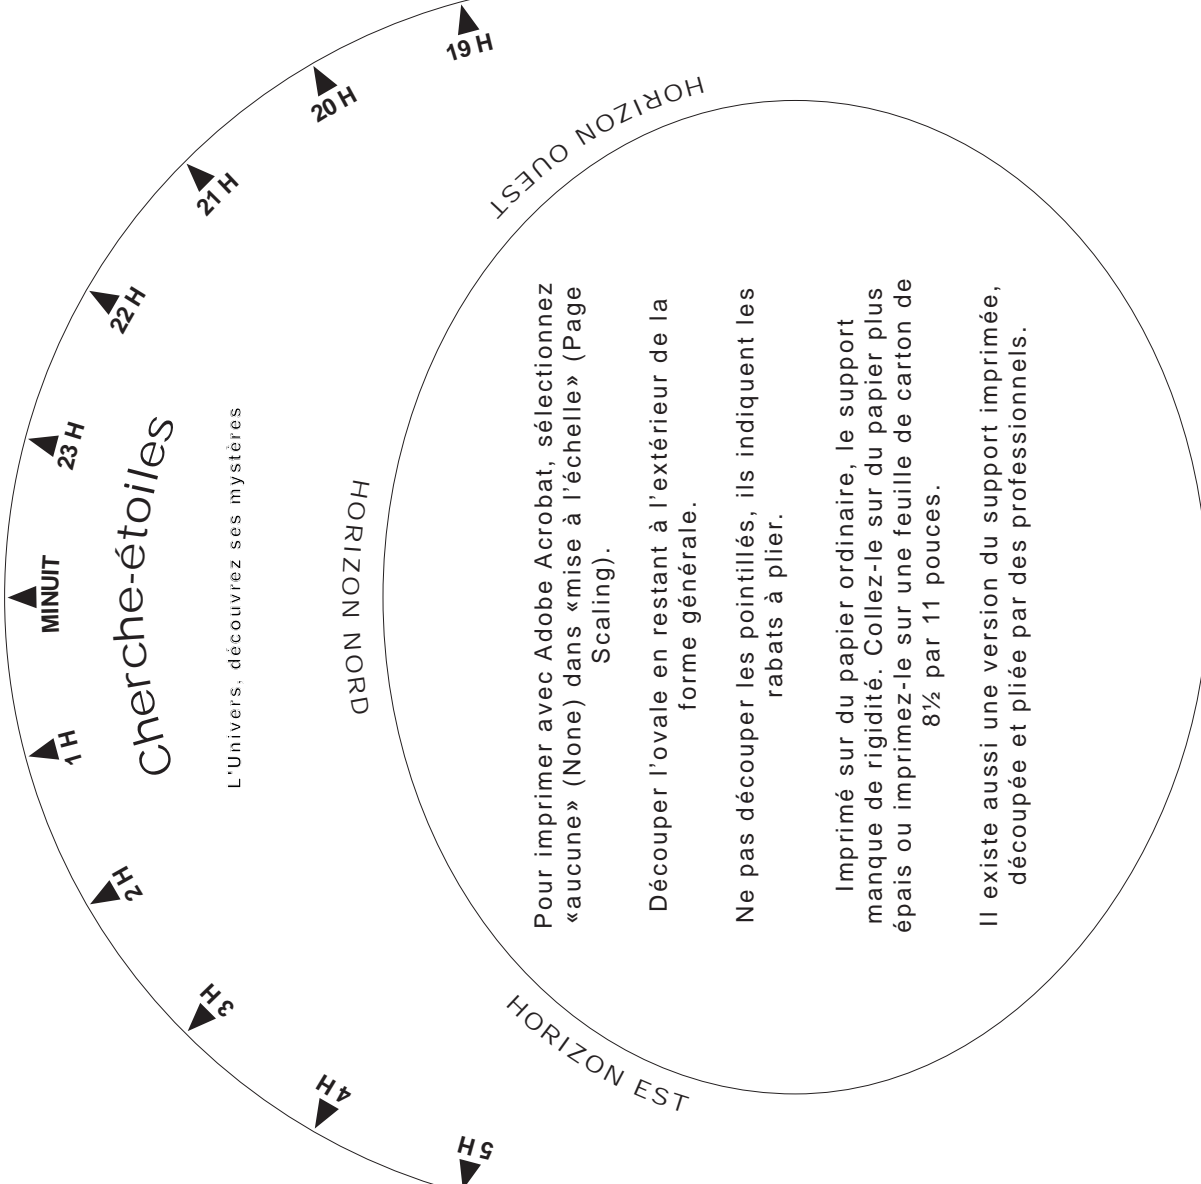 19 H
20 H
21 H
22 H
23 H
MINUIT
1 H
2 H
3 H
4 H
5 H
Cherche-étoiles
L'Univers, découvrez ses mystères
HORIZON NORD
HORIZON OUEST
HORIZON EST
Pour imprimer avec Adobe Acrobat, sélectionnez
«aucune» (None) dans «mise à l'échelle» (Page
Scaling).
Découper l'ovale en restant à l'extérieur de la
forme générale.
Ne pas découper les pointillés, ils indiquent les
rabats à plier.
Imprimé sur du papier ordinaire, le support
manque de rigidité. Collez-le sur du papier plus
épais ou imprimez-le sur une feuille de carton de
8½ par 11 pouces.
Il existe aussi une version du support imprimée,
découpée et pliée par des professionnels.